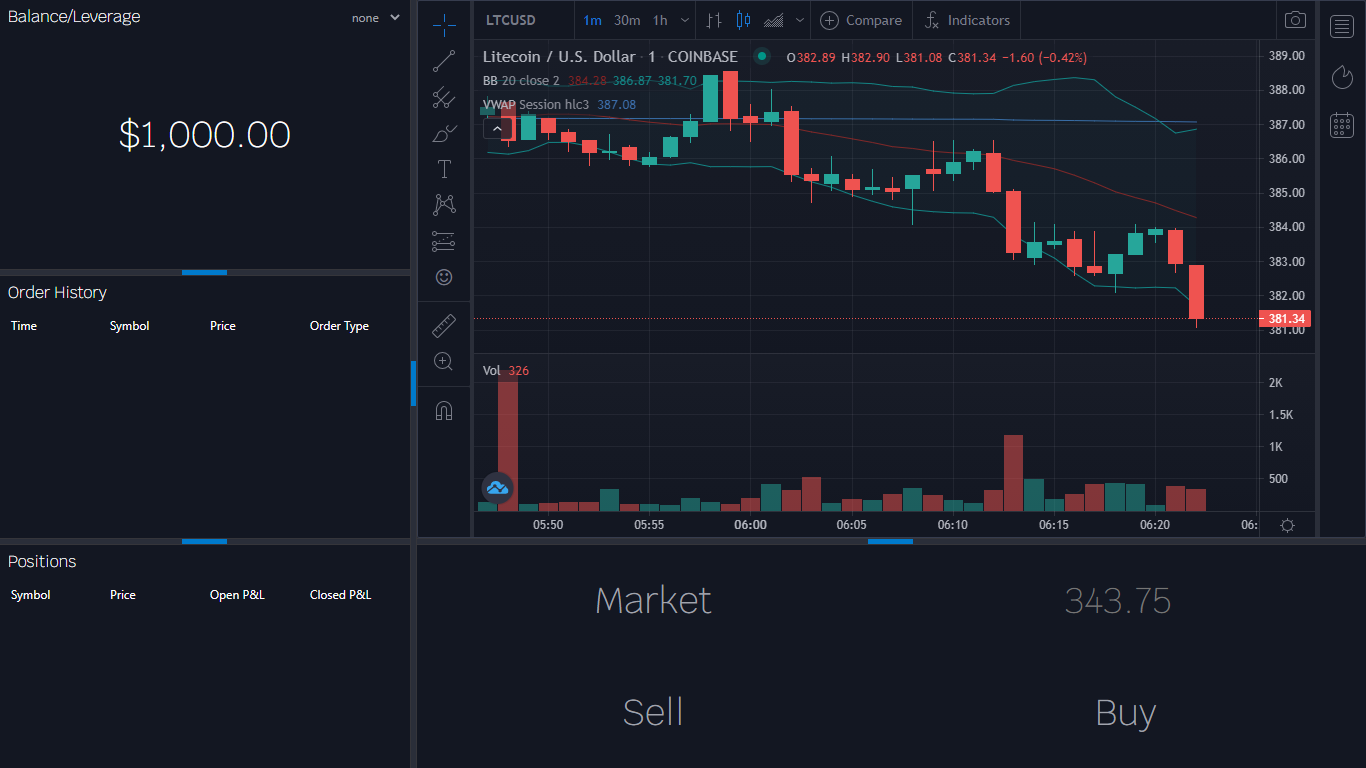 Balance/Leverage none
$1,000.00
Order History
Time Symbol Price Order Type
Positions
Symbol Price Open P&L Closed P&L
LTCUSD 1m 30m 1h Compare Indicators
Litecoin / U.S. Dollar · 1 · COINBASE O382.89 H382.90 L381.08 C381.34 −1.60 (−0.42%)
BB 20 close 2 384.28 386.87 381.70
VWAP Session hlc3 387.08
389.00
388.00
387.00
386.00
385.00
384.00
383.00
382.00
381.34
381.00
Vol 326
2K
1.5K
1K
500
05:50 05:55 06:00 06:05 06:10 06:15 06:20 06:
Market 343.75
Sell Buy